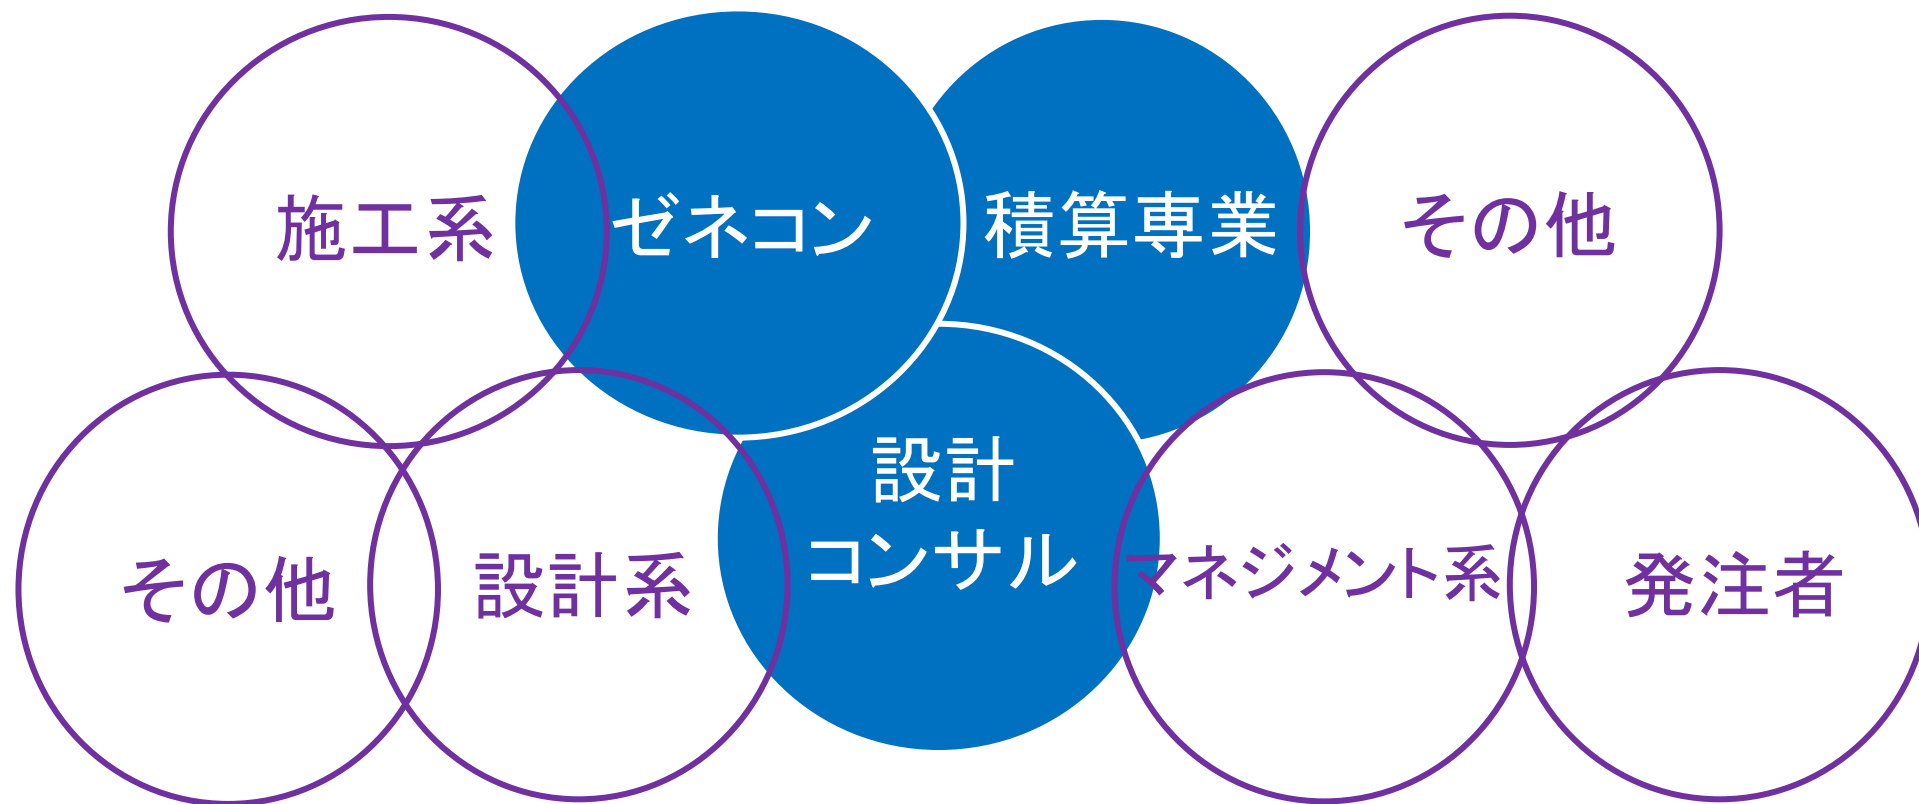 施工系
ゼネコン
積算専業
その他
その他
設計系
設計
コンサル
マネジメント系
発注者